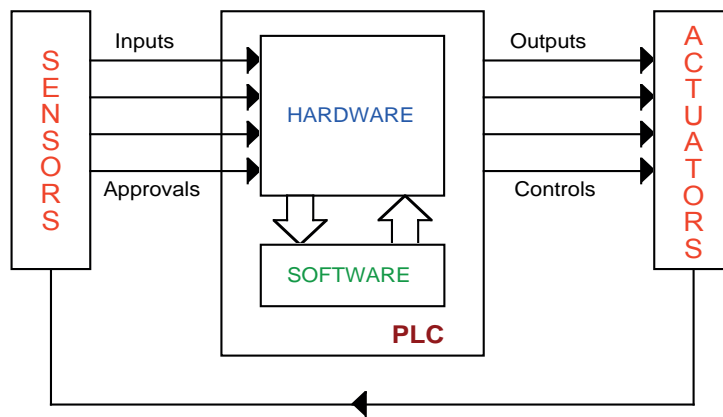 SENSORS
Inputs
Approvals
HARDWARE
SOFTWARE
PLC
Outputs
Controls
ACTUATORS